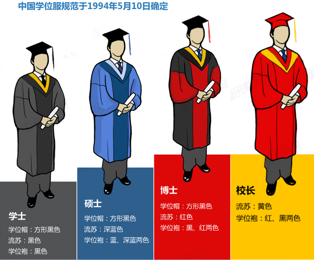 中国学位服规范于1994年5月10日确定
学士
学位帽：方形黑色
流苏：黑色
学位袍：黑色
硕士
学位帽：方形黑色
流苏：深蓝色
学位袍：蓝、深蓝两色
博士
学位帽：方形黑色
流苏：红色
学位袍：黑、红两色
校长
流苏：黄色
学位袍：红、黑两色